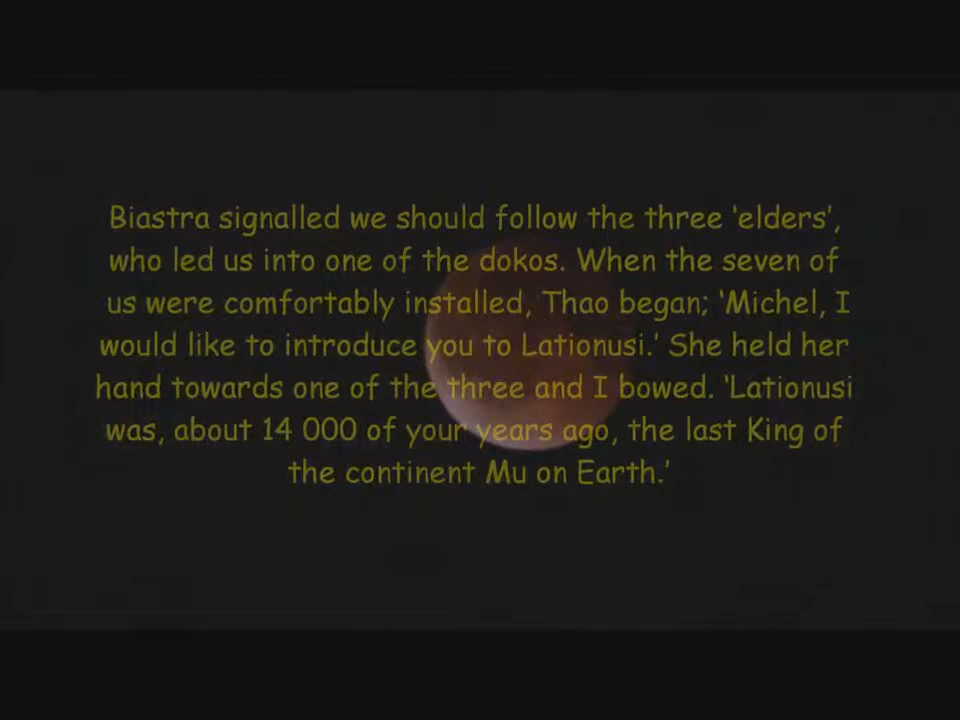 Biastra signalled we should follow the three ‘elders’,
who led us into one of the dokos. When the seven of
us were comfortably installed, Thao began; ‘Michel, I
would like to introduce you to Lationusi.’ She held her
hand towards one of the three and I bowed. ‘Lationusi
was, about 14 000 of your years ago, the last King of
the continent Mu on Earth.’